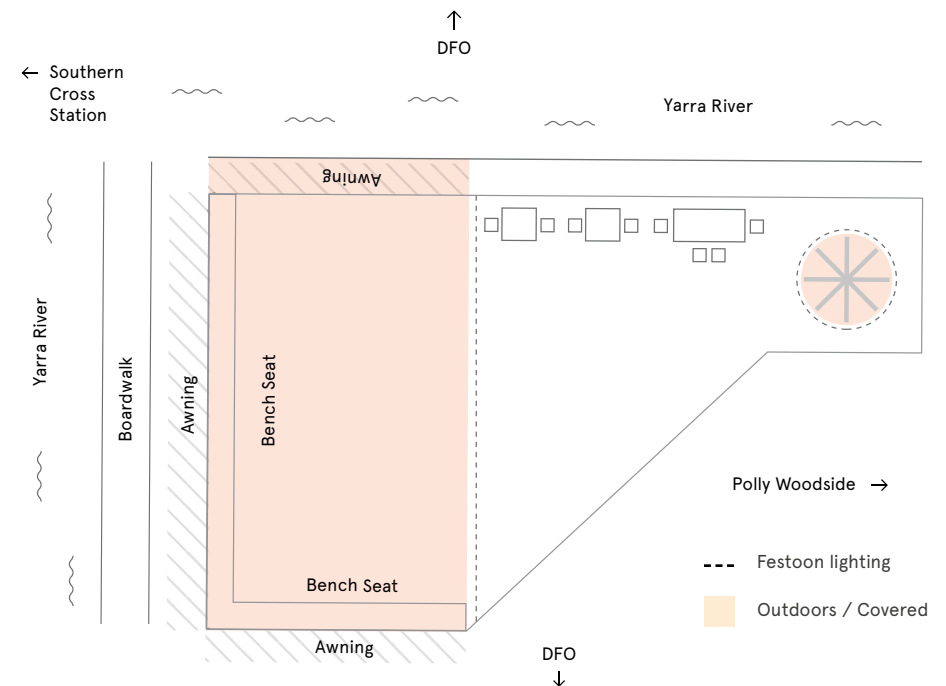 DFO
Southern
Cross
Station
Yarra River
Awning
Yarra River
Boardwalk
Awning
Bench Seat
Polly Woodside
Festoon lighting
Bench Seat
Outdoors / Covered
Awning
DFO